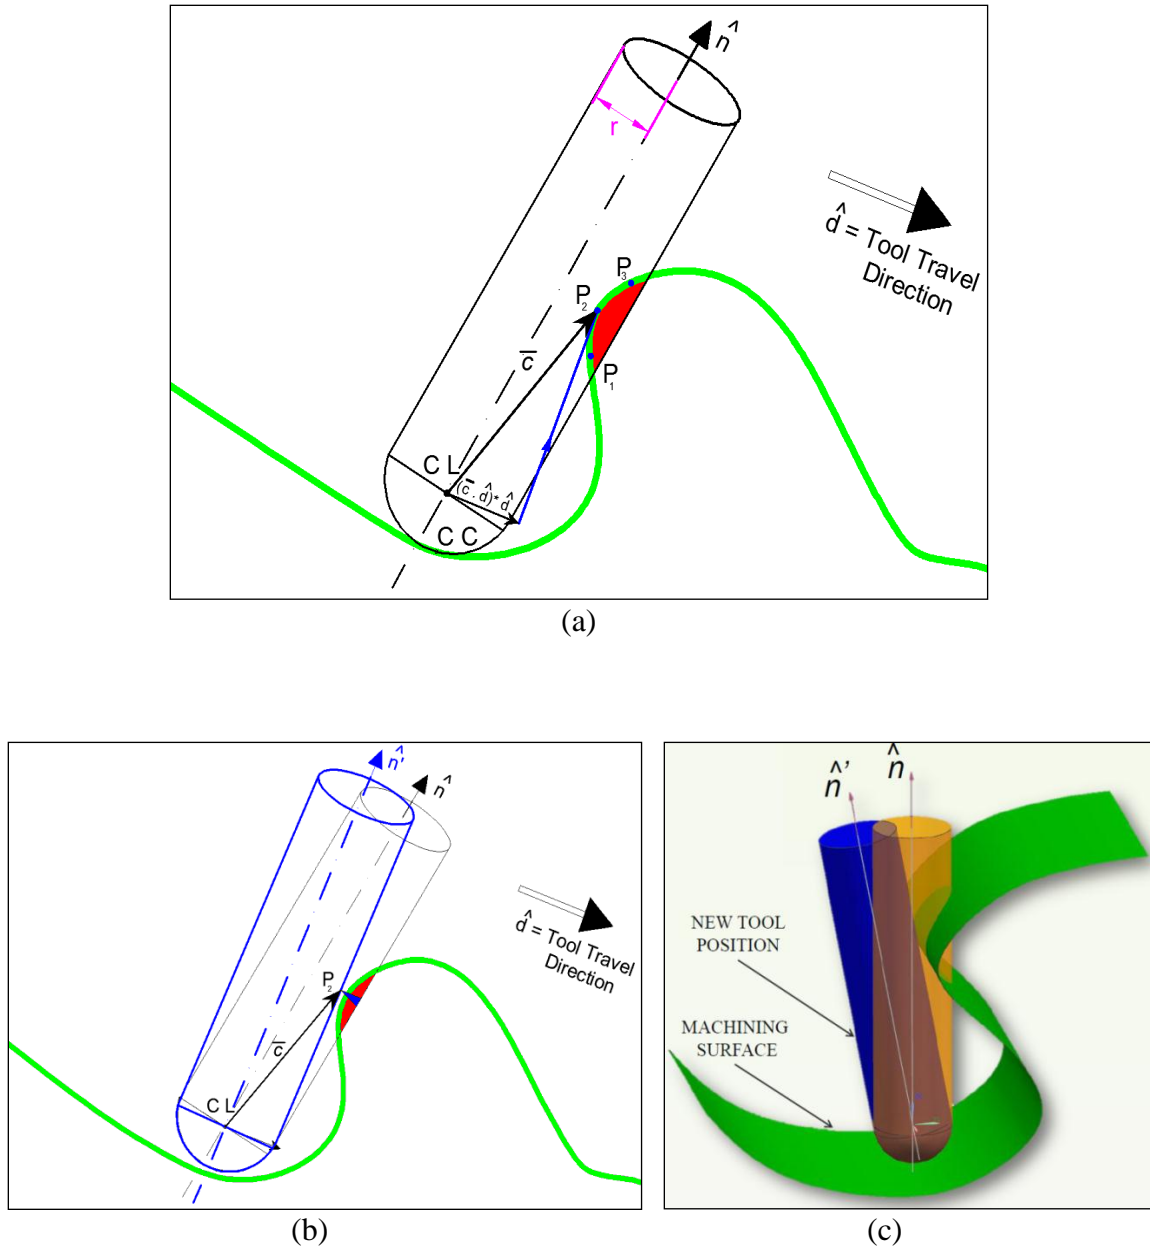 n̂
r
d̂ = Tool Travel
Direction
P₃
P₂
c̅
P₁
C L
(c̅ . d̂)* d̂
C C
(a)
n̂'
n̂
d̂ = Tool Travel
Direction
P₂
c̅
C L
(b)
n̂'
n̂
NEW TOOL
POSITION
MACHINING
SURFACE
(c)